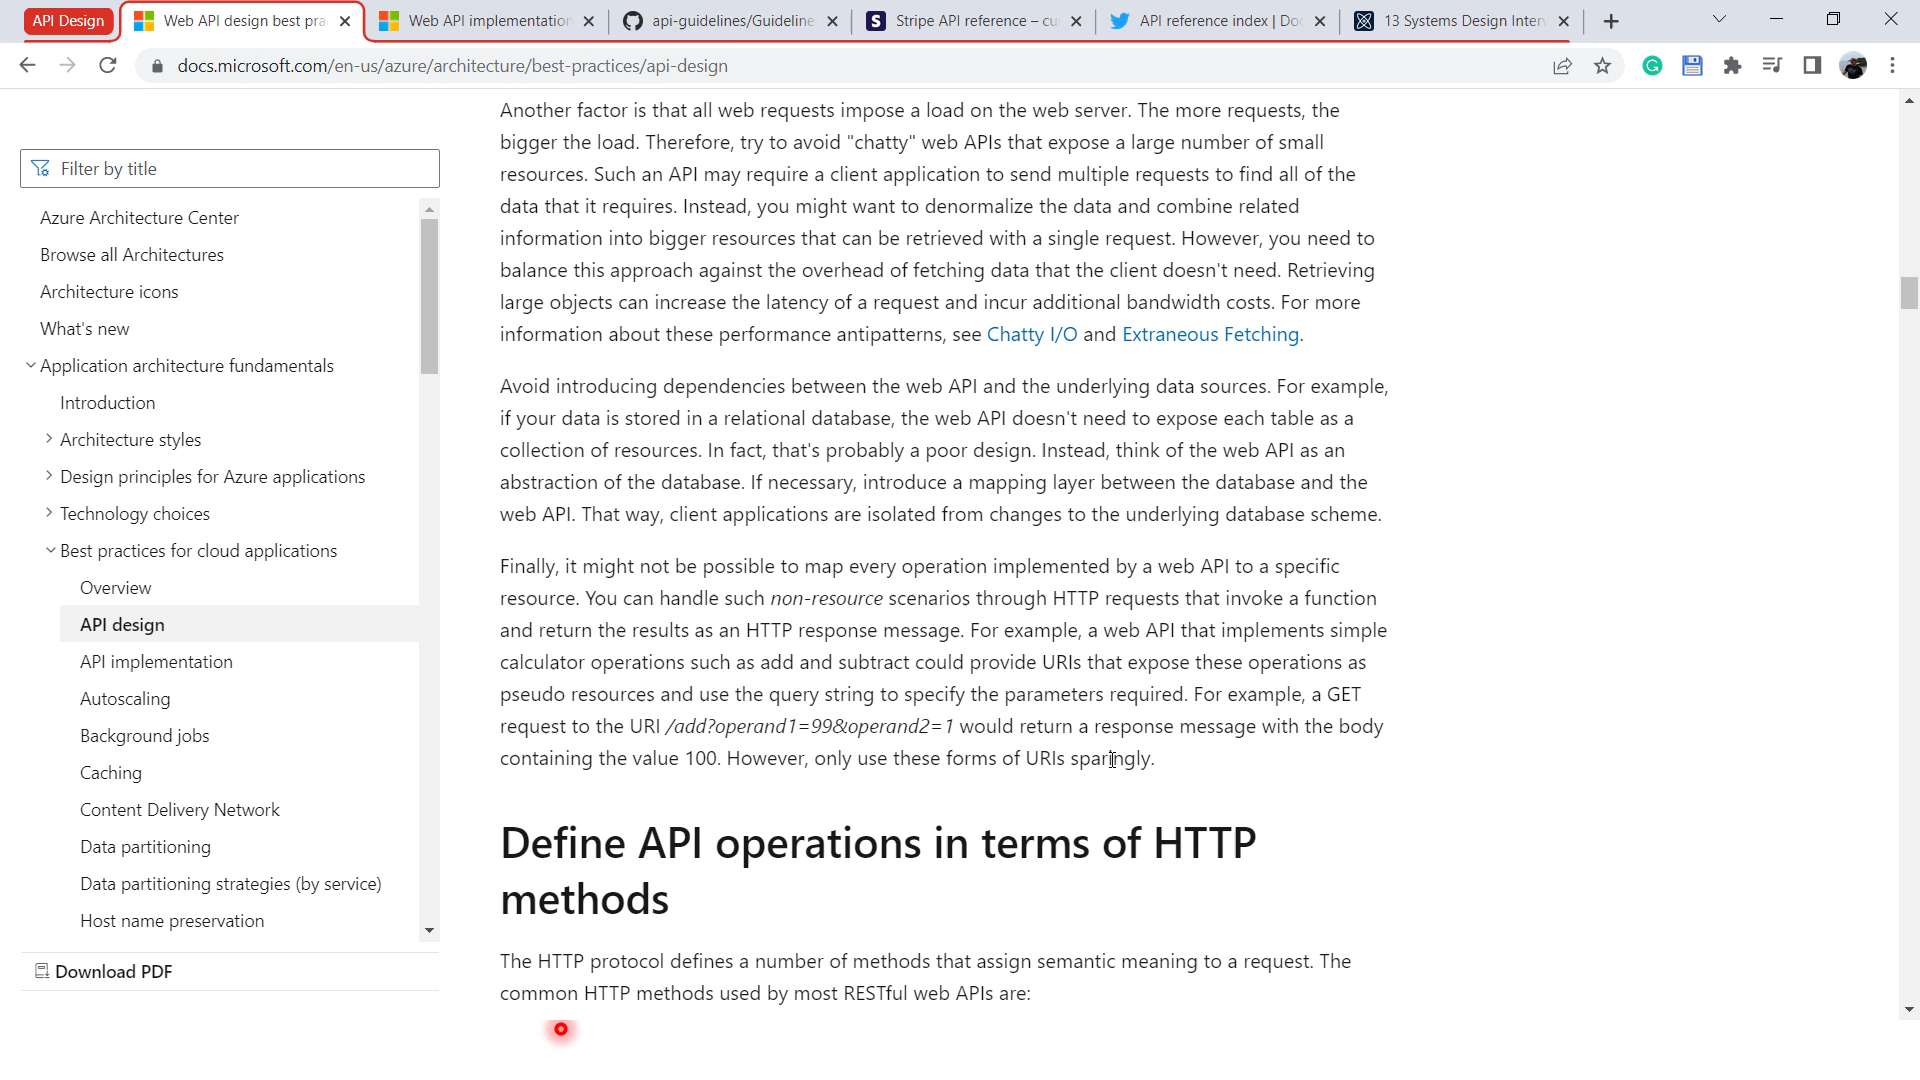 API Design
Web API design best pra
Web API implementation
api-guidelines/Guideline
Stripe API reference – cu
API reference index | Do
13 Systems Design Inter
docs.microsoft.com/en-us/azure/architecture/best-practices/api-design
Filter by title
Azure Architecture Center
Browse all Architectures
Architecture icons
What's new
Application architecture fundamentals
Introduction
Architecture styles
Design principles for Azure applications
Technology choices
Best practices for cloud applications
Overview
API design
API implementation
Autoscaling
Background jobs
Caching
Content Delivery Network
Data partitioning
Data partitioning strategies (by service)
Host name preservation
Download PDF
Another factor is that all web requests impose a load on the web server. The more requests, the
bigger the load. Therefore, try to avoid "chatty" web APIs that expose a large number of small
resources. Such an API may require a client application to send multiple requests to find all of the
data that it requires. Instead, you might want to denormalize the data and combine related
information into bigger resources that can be retrieved with a single request. However, you need to
balance this approach against the overhead of fetching data that the client doesn't need. Retrieving
large objects can increase the latency of a request and incur additional bandwidth costs. For more
information about these performance antipatterns, see Chatty I/O and Extraneous Fetching.
Avoid introducing dependencies between the web API and the underlying data sources. For example,
if your data is stored in a relational database, the web API doesn't need to expose each table as a
collection of resources. In fact, that's probably a poor design. Instead, think of the web API as an
abstraction of the database. If necessary, introduce a mapping layer between the database and the
web API. That way, client applications are isolated from changes to the underlying database scheme.
Finally, it might not be possible to map every operation implemented by a web API to a specific
resource. You can handle such non-resource scenarios through HTTP requests that invoke a function
and return the results as an HTTP response message. For example, a web API that implements simple
calculator operations such as add and subtract could provide URIs that expose these operations as
pseudo resources and use the query string to specify the parameters required. For example, a GET
request to the URI /add?operand1=99&operand2=1 would return a response message with the body
containing the value 100. However, only use these forms of URIs sparingly.
Define API operations in terms of HTTP
methods
The HTTP protocol defines a number of methods that assign semantic meaning to a request. The
common HTTP methods used by most RESTful web APIs are: